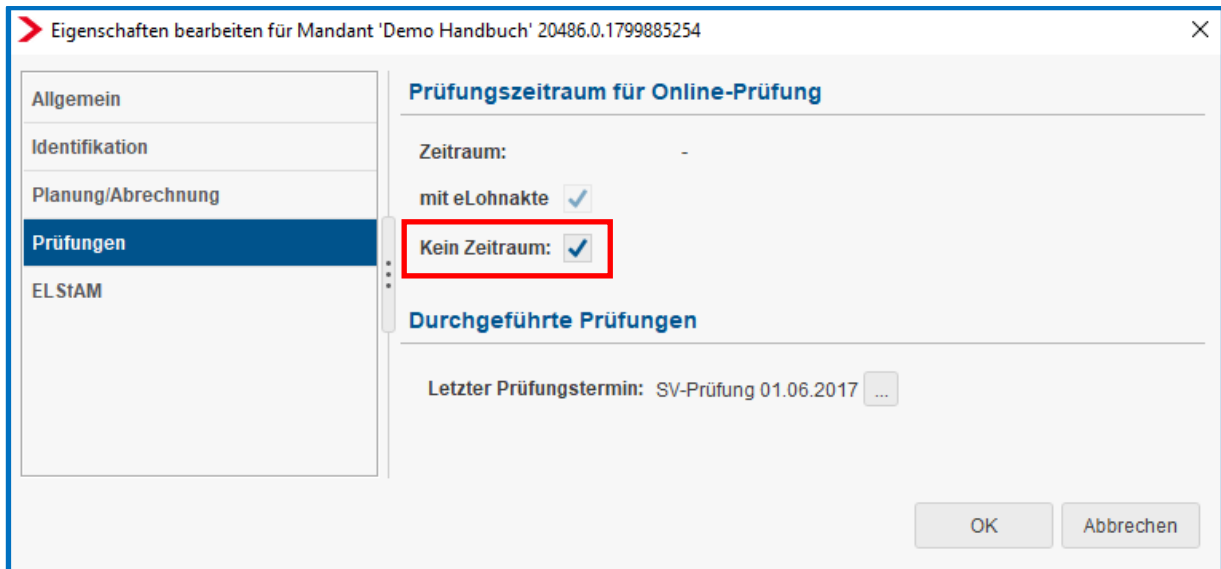 Eigenschaften bearbeiten für Mandant 'Demo Handbuch' 20486.0.1799885254
Allgemein
Identifikation
Planung/Abrechnung
Prüfungen
ELStAM
Prüfungszeitraum für Online-Prüfung
Zeitraum: -
mit eLohnakte
Kein Zeitraum:
Durchgeführte Prüfungen
Letzter Prüfungstermin: SV-Prüfung 01.06.2017 ...
OK Abbrechen